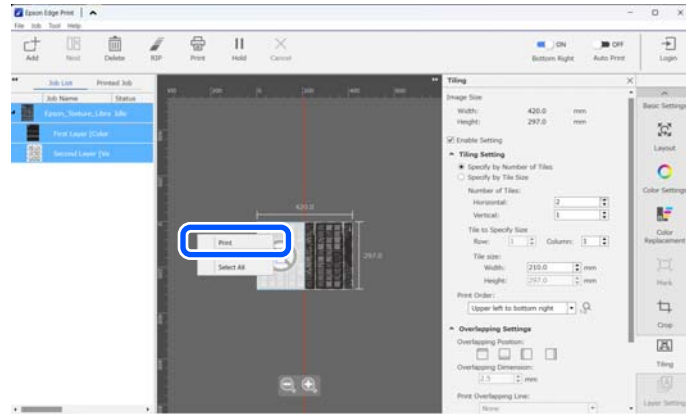 Epson Edge Print
File Job Tool Help
Add Next Delete RIP Print Hold Cancel
ON OFF
Bottom Right Auto Print Login
Job List Printed Job
Job Name Status
Epson_Texture_Libra Idle
First Layer (Color
Second Layer
420.0
297.0
Print
Select All
Tiling
Image Size
Width: 420.0 mm
Height: 297.0 mm
Enable Setting
Tiling Setting
Specify by Number of Tiles
Specify by Tile Size
Number of Tiles:
Horizontal: 2
Vertical: 1
Tile to Specify Size
Row: 1 Column: 1
Tile size:
Width: 210.0 mm
Height: 297.0 mm
Print Order:
Upper left to bottom right
Overlapping Settings
Overlapping Position:
Overlapping Dimension:
2.5 mm
Print Overlapping Line:
None
Basic Settings
Layout
Color Settings
Color
Replacement
Mark
Crop
Tiling
Layer Setting